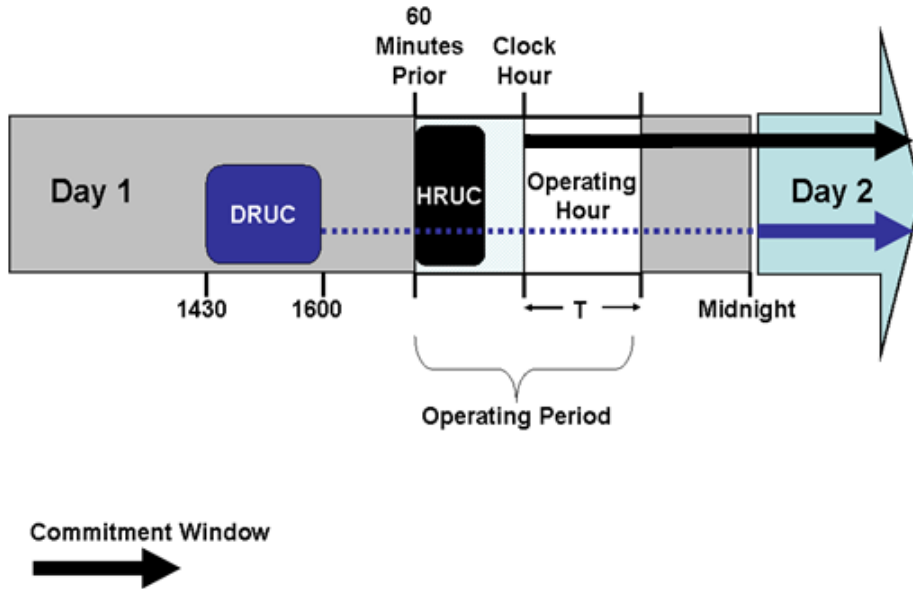 60
Minutes
Prior
Clock
Hour
Day 1
DRUC
HRUC
Operating
Hour
Day 2
1430
1600
T
Midnight
Operating Period
Commitment Window